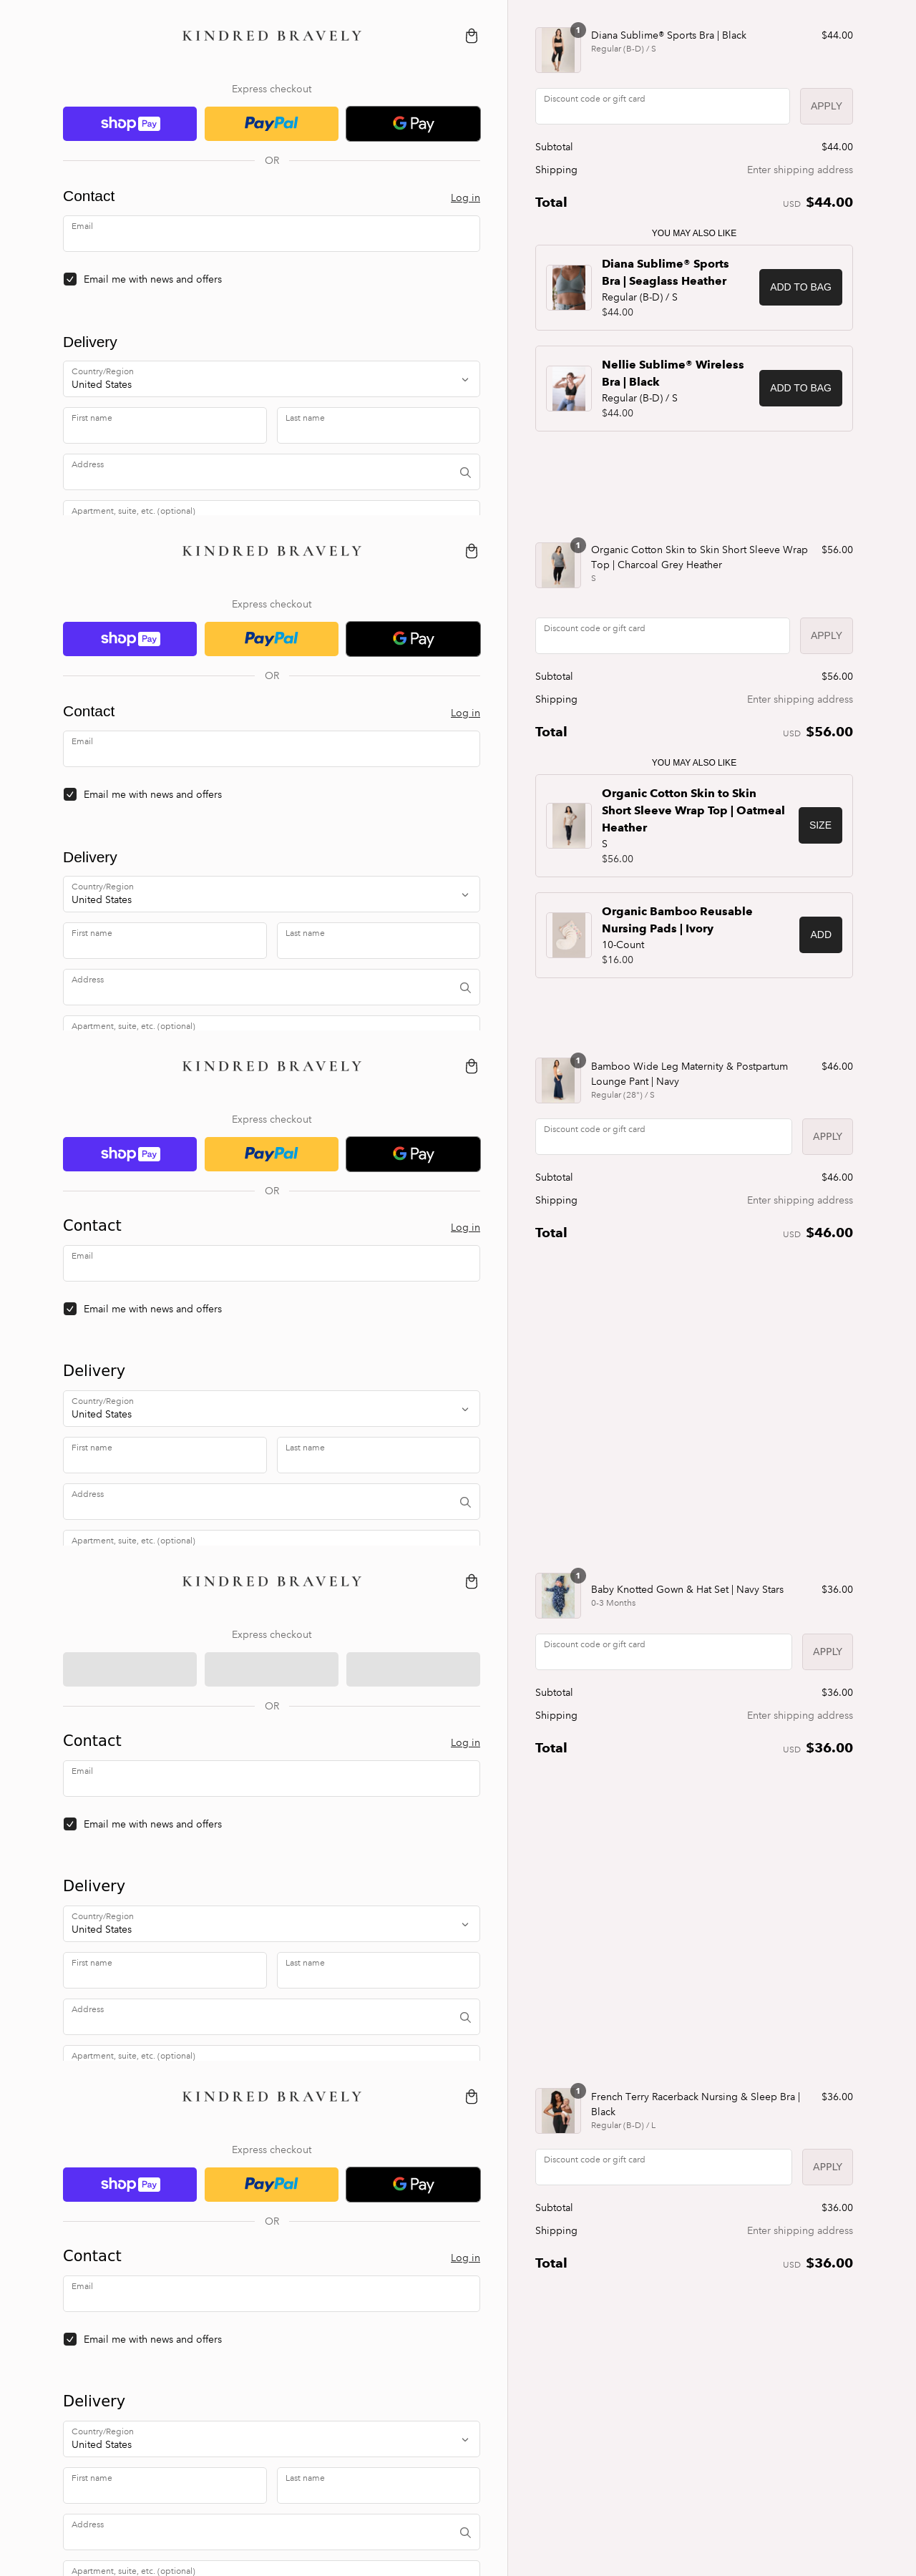 KINDRED BRAVELY
Express checkout
shop Pay
PayPal
G Pay
OR
Contact
Log in
Email
Email me with news and offers
Delivery
Country/Region
United States
First name
Last name
Address
Apartment, suite, etc. (optional)
1
Diana Sublime® Sports Bra | Black
$44.00
Regular (B-D) / S
Discount code or gift card
APPLY
Subtotal
$44.00
Shipping
Enter shipping address
Total
USD $44.00
YOU MAY ALSO LIKE
Diana Sublime® Sports
Bra | Seaglass Heather
Regular (B-D) / S
$44.00
ADD TO BAG
Nellie Sublime® Wireless
Bra | Black
Regular (B-D) / S
$44.00
ADD TO BAG
KINDRED BRAVELY
Express checkout
shop Pay
PayPal
G Pay
OR
Contact
Log in
Email
Email me with news and offers
Delivery
Country/Region
United States
First name
Last name
Address
Apartment, suite, etc. (optional)
1
Organic Cotton Skin to Skin Short Sleeve Wrap
Top | Charcoal Grey Heather
$56.00
S
Discount code or gift card
APPLY
Subtotal
$56.00
Shipping
Enter shipping address
Total
USD $56.00
YOU MAY ALSO LIKE
Organic Cotton Skin to Skin
Short Sleeve Wrap Top | Oatmeal
Heather
S
$56.00
SIZE
Organic Bamboo Reusable
Nursing Pads | Ivory
10-Count
$16.00
ADD
KINDRED BRAVELY
Express checkout
shop Pay
PayPal
G Pay
OR
Contact
Log in
Email
Email me with news and offers
Delivery
Country/Region
United States
First name
Last name
Address
Apartment, suite, etc. (optional)
1
Bamboo Wide Leg Maternity & Postpartum
Lounge Pant | Navy
$46.00
Regular (28") / S
Discount code or gift card
APPLY
Subtotal
$46.00
Shipping
Enter shipping address
Total
USD $46.00
KINDRED BRAVELY
Express checkout
OR
Contact
Log in
Email
Email me with news and offers
Delivery
Country/Region
United States
First name
Last name
Address
Apartment, suite, etc. (optional)
1
Baby Knotted Gown & Hat Set | Navy Stars
$36.00
0-3 Months
Discount code or gift card
APPLY
Subtotal
$36.00
Shipping
Enter shipping address
Total
USD $36.00
KINDRED BRAVELY
Express checkout
shop Pay
PayPal
G Pay
OR
Contact
Log in
Email
Email me with news and offers
Delivery
Country/Region
United States
First name
Last name
Address
Apartment, suite, etc. (optional)
1
French Terry Racerback Nursing & Sleep Bra |
Black
$36.00
Regular (B-D) / L
Discount code or gift card
APPLY
Subtotal
$36.00
Shipping
Enter shipping address
Total
USD $36.00